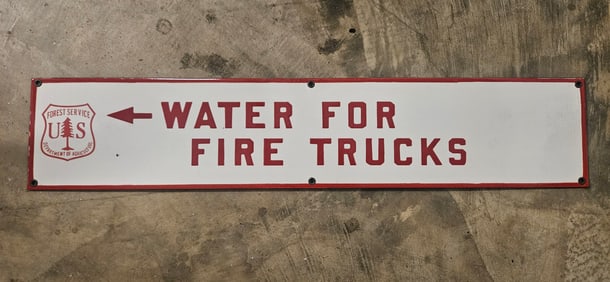 FOREST SERVICE
U S
DEPARTMENT OF AGRICULTURE
WATER FOR
FIRE TRUCKS